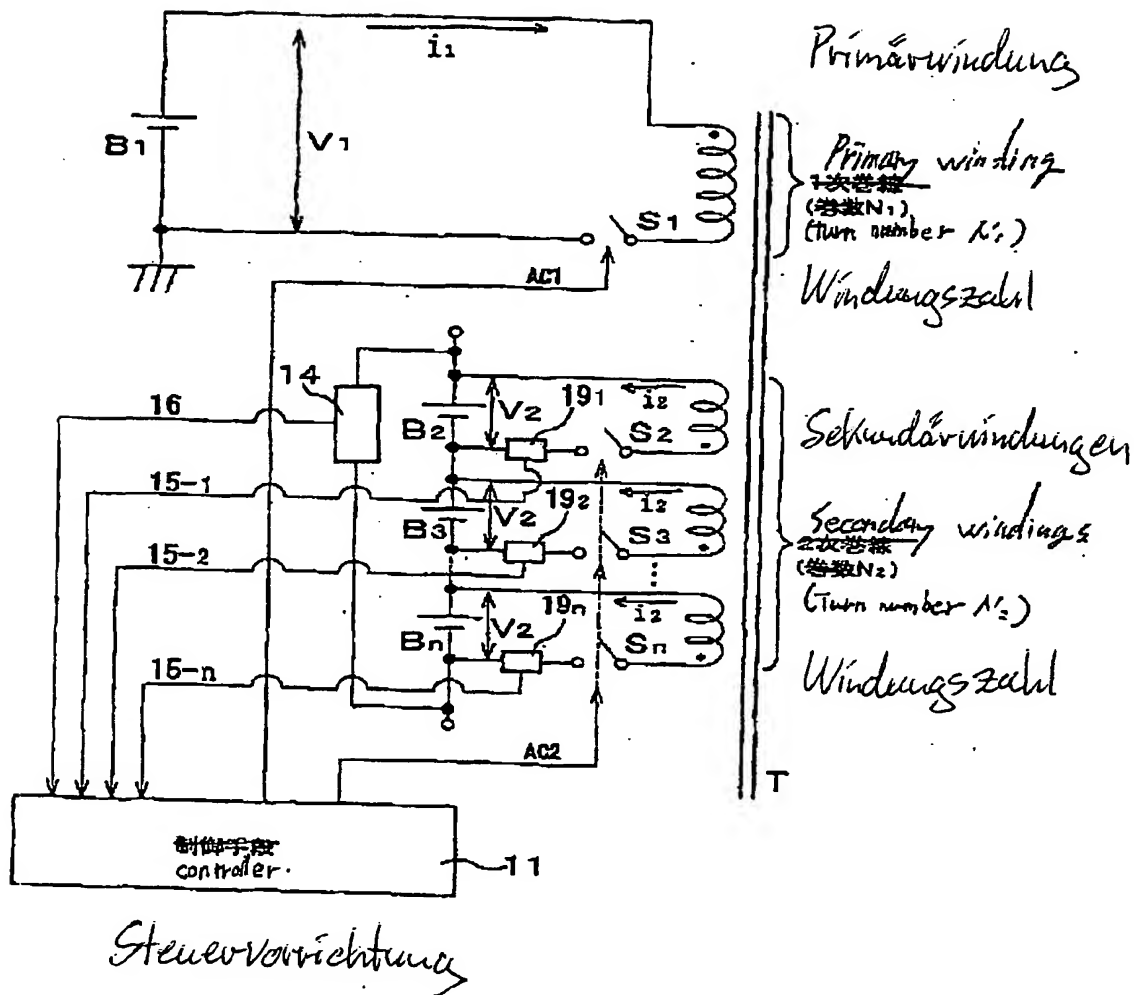 i1
Primärwindung
B1
V1
Primary winding
1次巻線
(巻数N1)
(Turn number N1)
S1
AC1
Windungszahl
14
16
V2
191
i2
B2
S2
Sekundärwindungen
15-1
V2
192
i2
B3
S3
Secondary windings
2次巻線
(巻数N2)
(Turn number N2)
15-2
V2
19n
i2
Bn
Sn
15-n
Windungszahl
AC2
T
制御手段
controller.
11
Steuervorrichtung